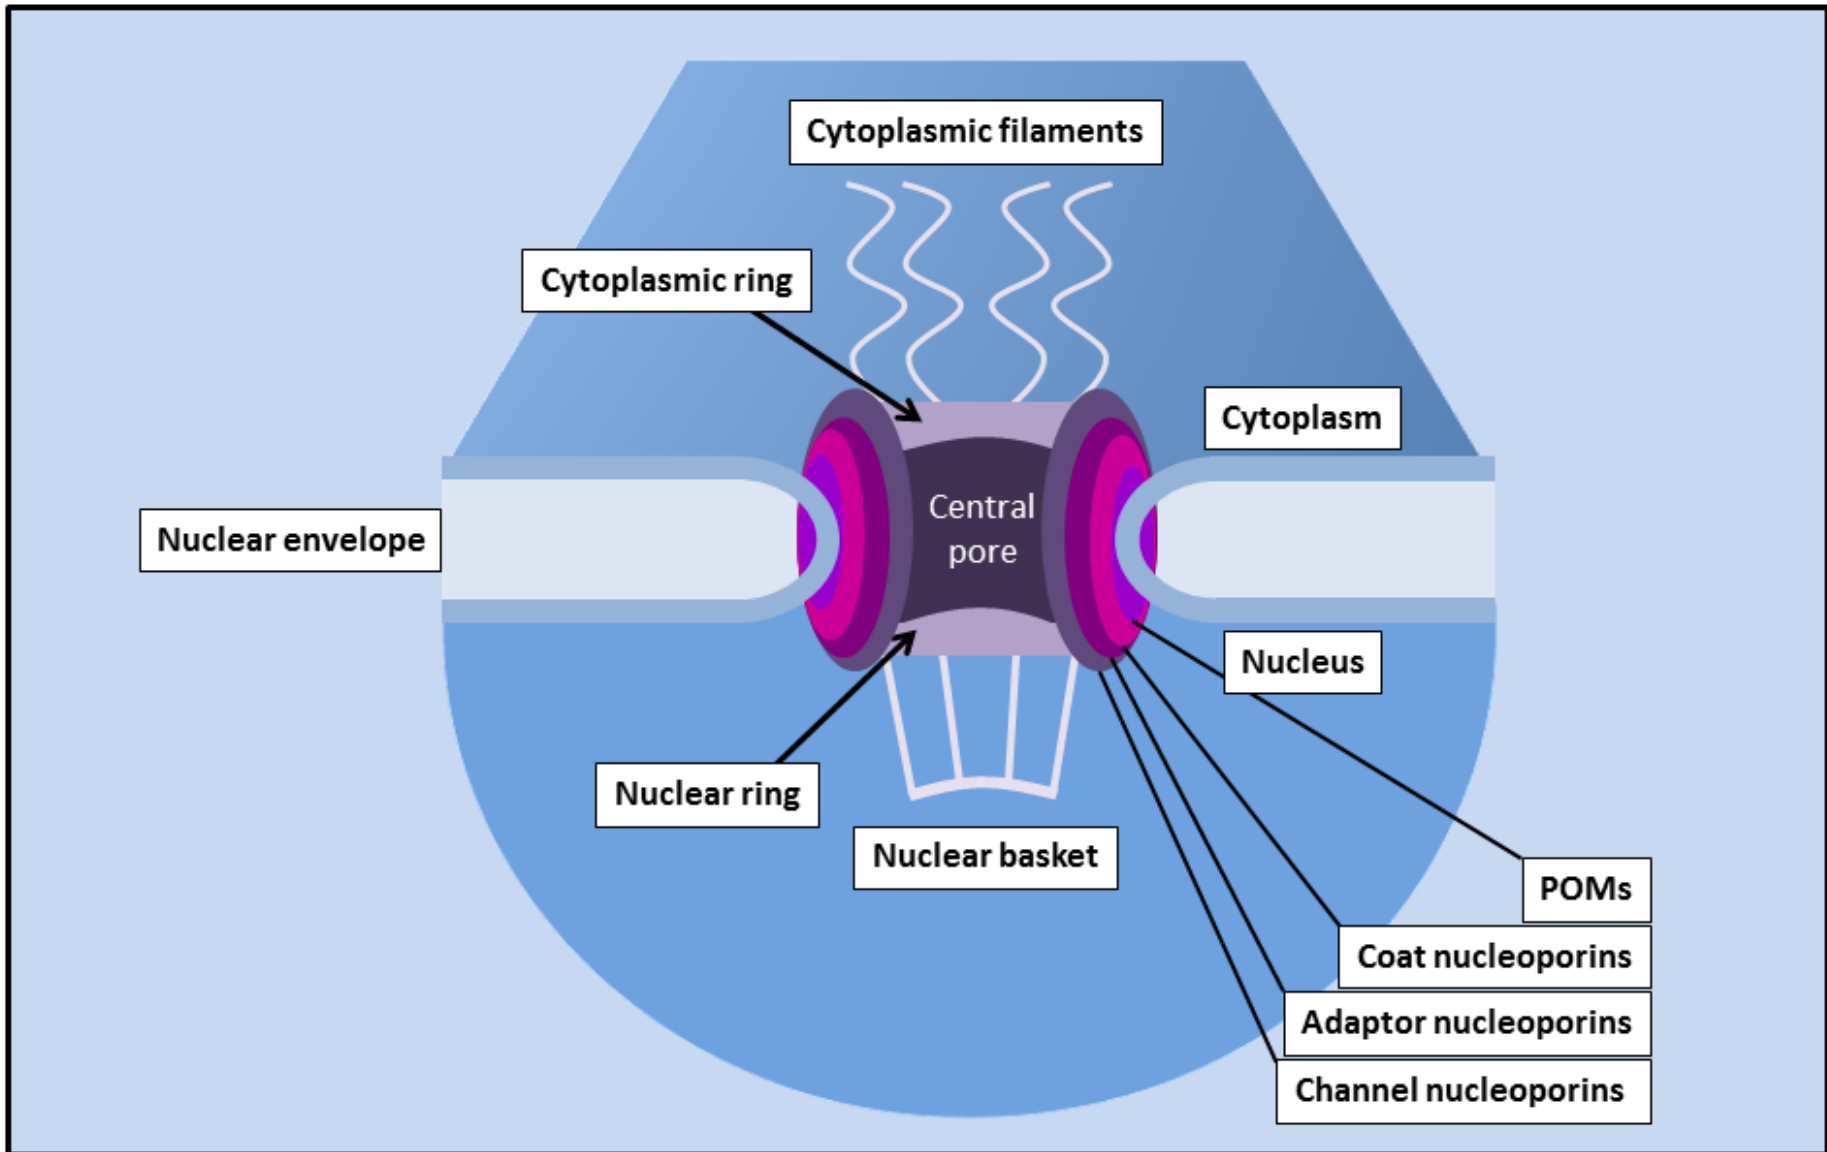 Cytoplasmic filaments
Cytoplasmic ring
Cytoplasm
Central
pore
Nuclear envelope
Nucleus
Nuclear ring
Nuclear basket
POMs
Coat nucleoporins
Adaptor nucleoporins
Channel nucleoporins